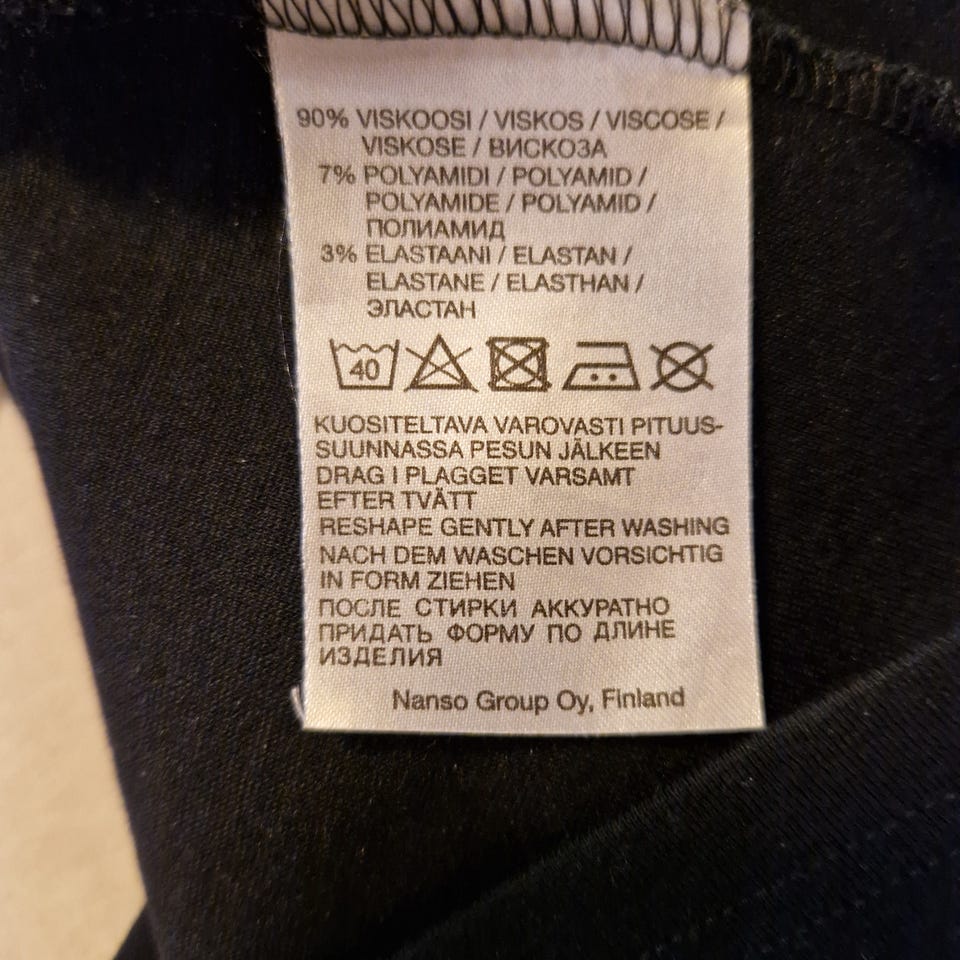 90% VISKOOSI / VISKOS / VISCOSE /
VISKOSE / ВИСКОЗА
7% POLYAMIDI / POLYAMID /
POLYAMIDE / POLYAMID /
ПОЛИАМИД
3% ELASTAANI / ELASTAN /
ELASTANE / ELASTHAN /
ЭЛАСТАН
40
KUOSITELTAVA VAROVASTI PITUUS-
SUUNNASSA PESUN JÄLKEEN
DRAG I PLAGGET VARSAMT
EFTER TVÄTT
RESHAPE GENTLY AFTER WASHING
NACH DEM WASCHEN VORSICHTIG
IN FORM ZIEHEN
ПОСЛЕ СТИРКИ АККУРАТНО
ПРИДАТЬ ФОРМУ ПО ДЛИНЕ
ИЗДЕЛИЯ
Nanso Group Oy, Finland